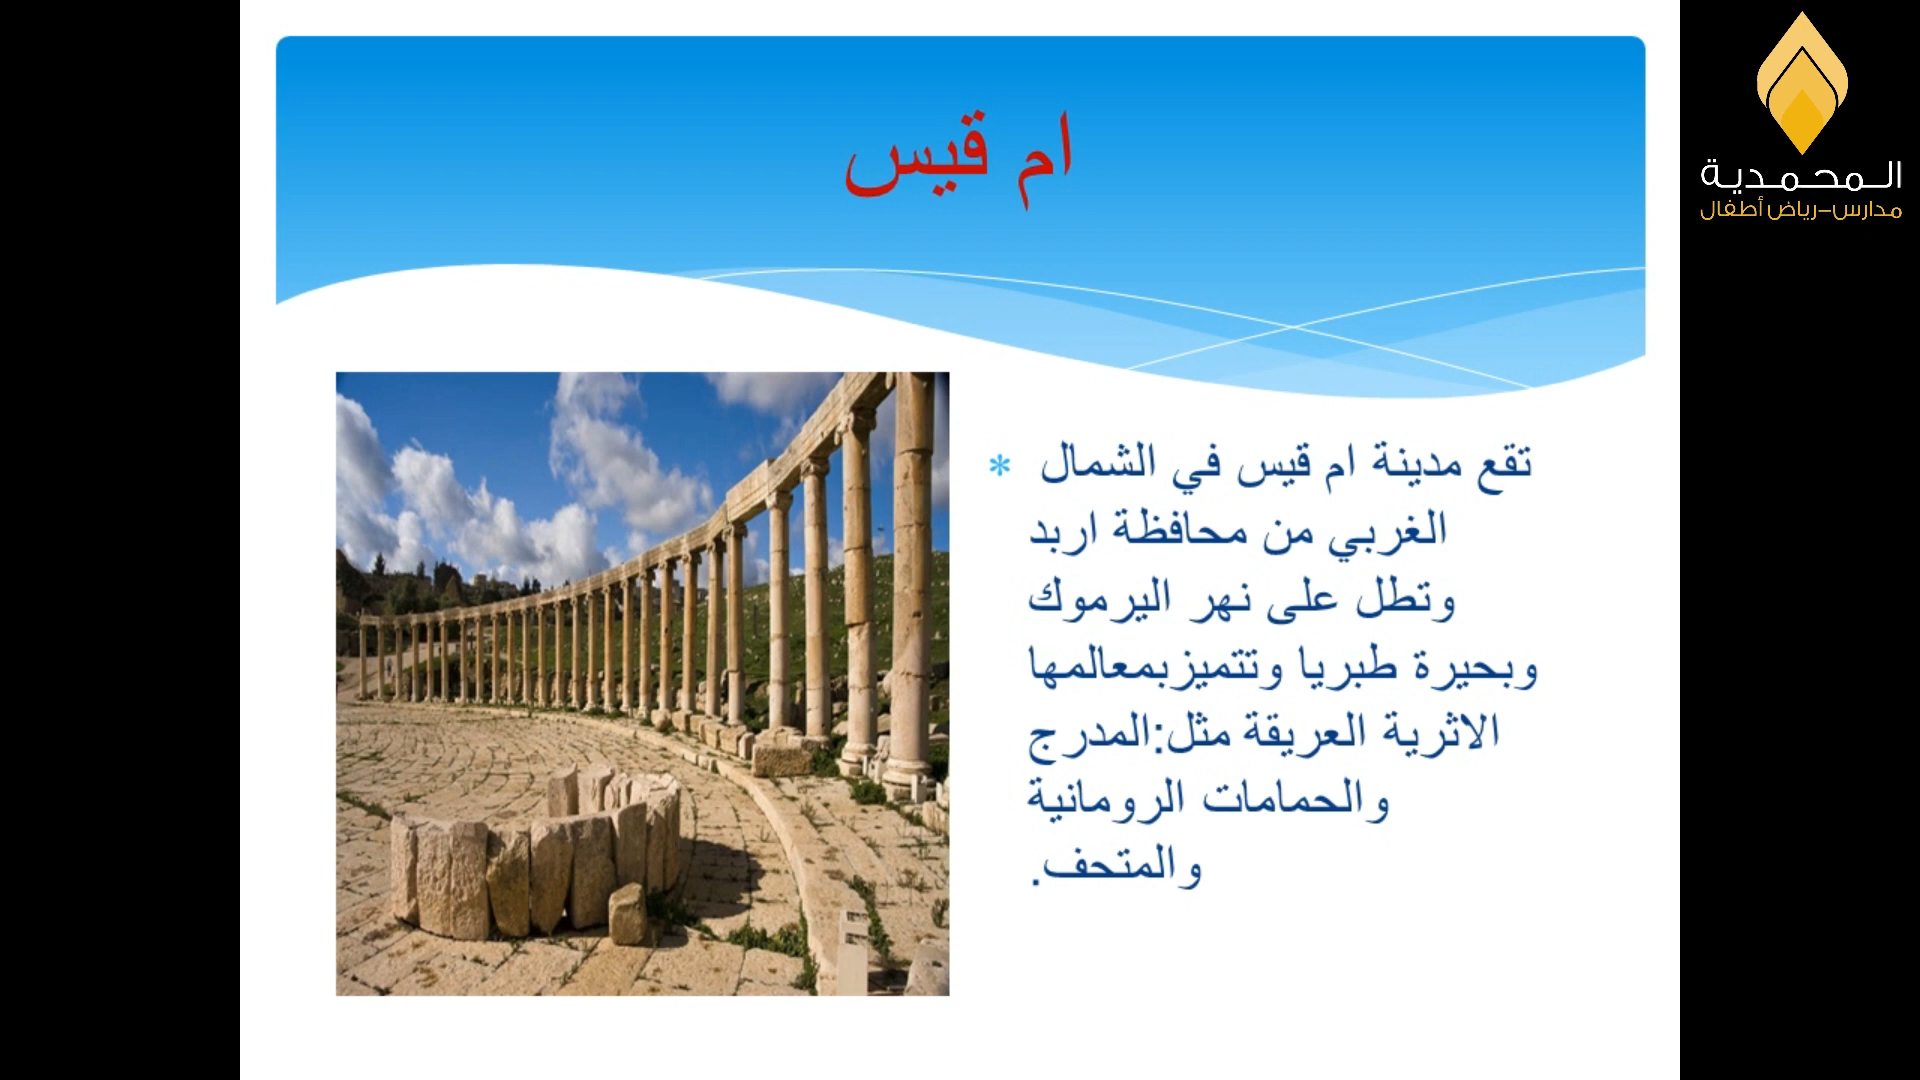 ام قيس
تقع مدينة ام قيس في الشمال
الغربي من محافظة اربد
وتطل على نهر اليرموك
وبحيرة طبريا وتتميزبمعالمها
الاثرية العريقة مثل:المدرج
والحمامات الرومانية
والمتحف.
المحمدية
مدارس-رياض أطفال